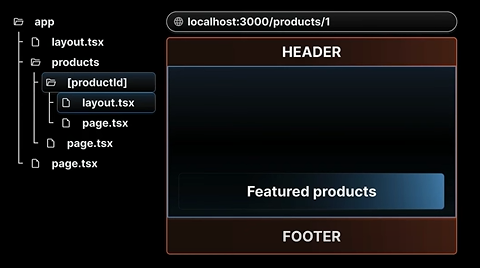 app
layout.tsx
products
[productId]
layout.tsx
page.tsx
page.tsx
page.tsx
localhost:3000/products/1
HEADER
Featured products
FOOTER